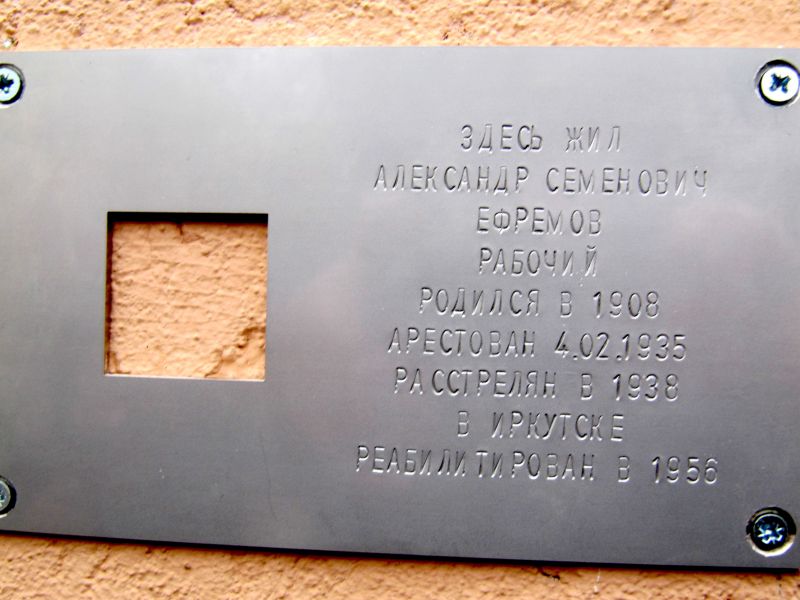 ЗДЕСЬ ЖИЛ
АЛЕКСАНДР СЕМЕНОВИЧ
ЕФРЕМОВ
РАБОЧИЙ
РОДИЛСЯ В 1908
АРЕСТОВАН 4.02.1935
РАССТРЕЛЯН В 1938
В ИРКУТСКЕ
РЕАБИЛИТИРОВАН В 1956